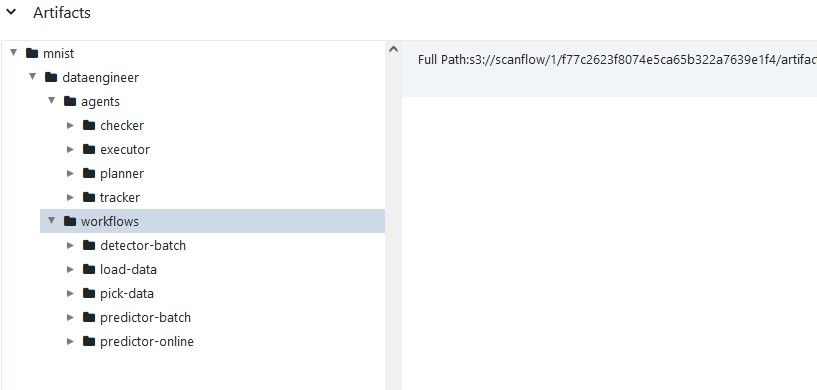 Artifacts
mnist
Full Path:s3://scanflow/1/f77c2623f8074e5ca65b322a7639e1f4/artifac
dataengineer
agents
checker
executor
planner
tracker
workflows
detector-batch
load-data
pick-data
predictor-batch
predictor-online